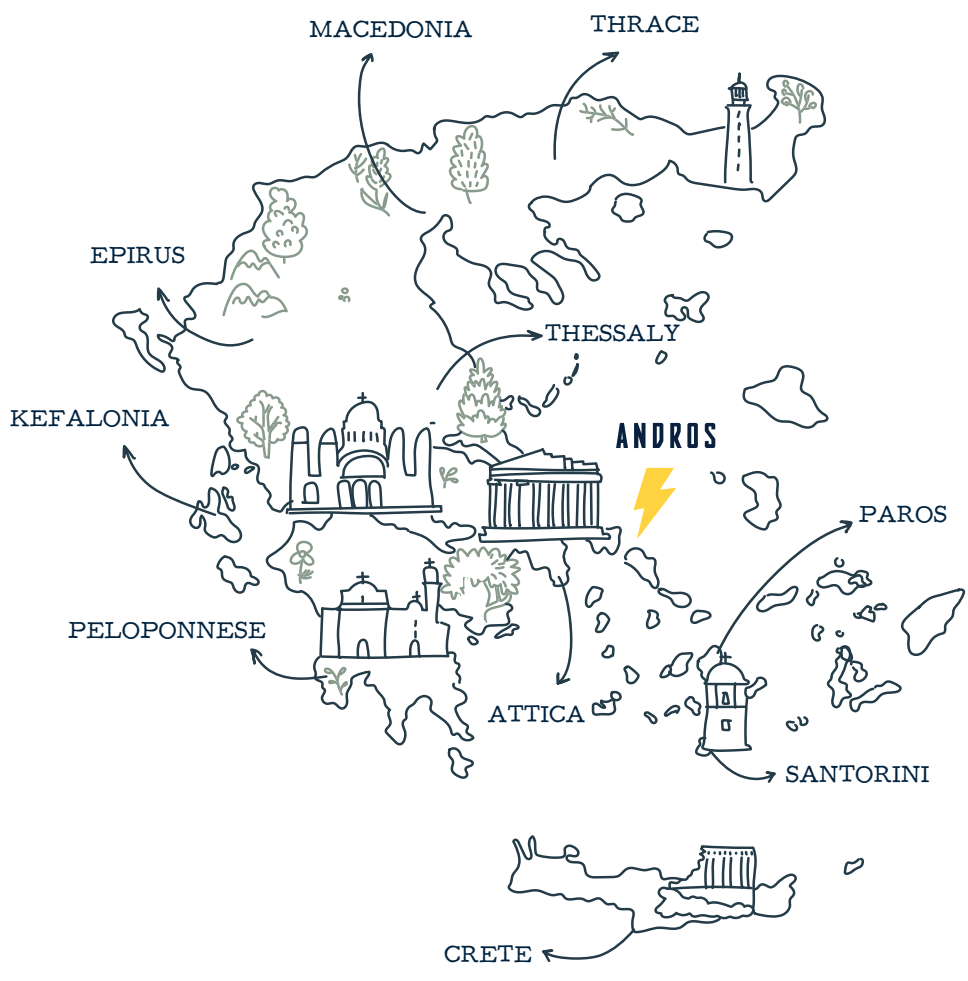 MACEDONIA
THRACE
EPIRUS
THESSALY
KEFALONIA
ANDROS
PAROS
PELOPONNESE
ATTICA
SANTORINI
CRETE